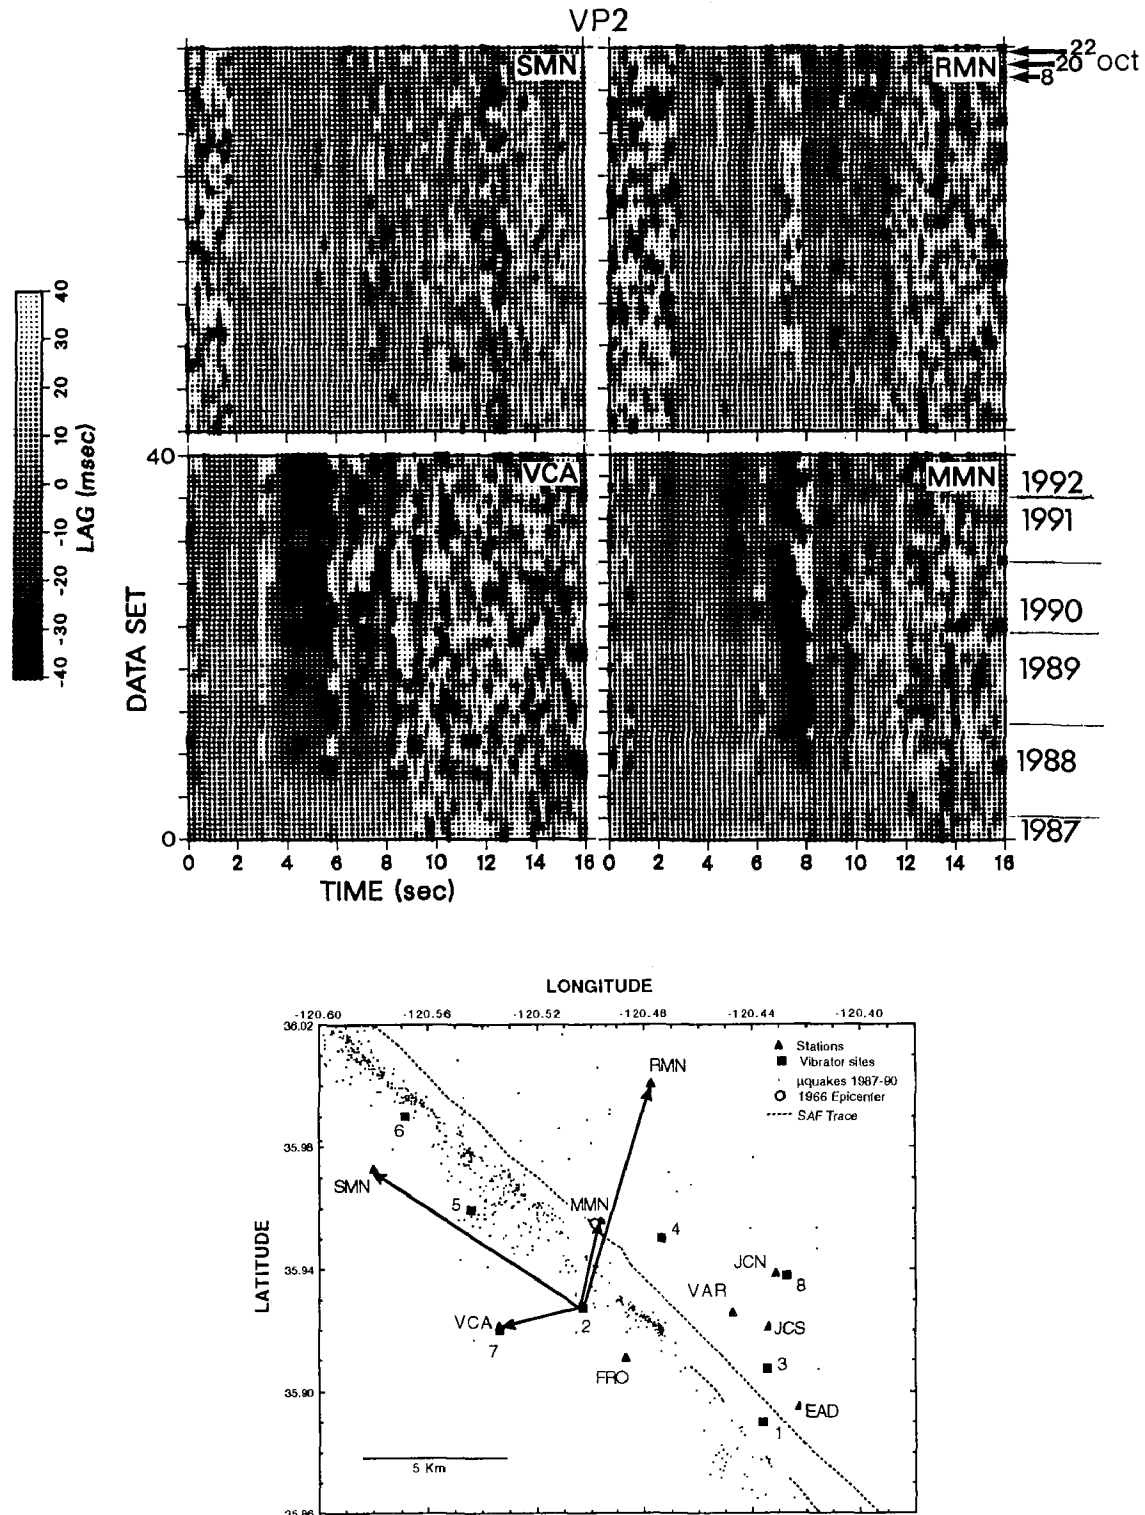 VP2
SMN
RMN
22
20 oct
8
40
30
20
10
0
-10
-20
-30
-40
LAG (msec)
VCA
MMN
40
0
DATA SET
1992
1991
1990
1989
1988
1987
0 2 4 6 8 10 12 14 16
0 2 4 6 8 10 12 14 16
TIME (sec)
LONGITUDE
-120.60 -120.56 -120.52 -120.48 -120.44 -120.40
36.02
35.98
35.94
35.90
35.86
LATITUDE
Stations
Vibrator sites
μquakes 1987-90
1966 Epicenter
SAF Trace
RMN
6
SMN
5
MMN
4
JCN
8
VAR
VCA
7
2
JCS
3
FRO
EAD
1
5 Km